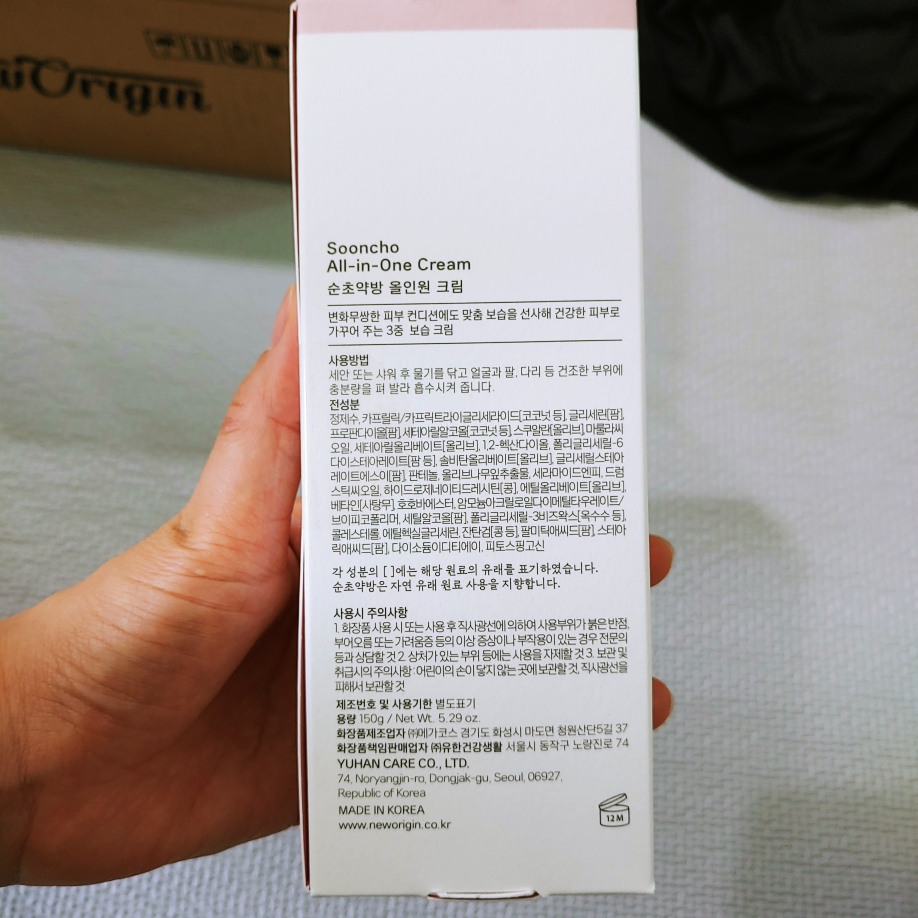 wOrigin
Sooncho
All-in-One Cream
순초약방 올인원 크림
변화무쌍한 피부 컨디션에도 맞춤 보습을 선사해 건강한 피부로
가꾸어 주는 3중 보습 크림
사용방법
세안 또는 샤워 후 물기를 닦고 얼굴과 팔, 다리 등 건조한 부위에
충분량을 펴 발라 흡수시켜 줍니다.
전성분
정제수, 카프릴릭/카프릭트라이글리세라이드[코코넛 등], 글리세린[팜],
프로판다이올[팜], 세테아릴알코올[코코넛 등], 스쿠알란[올리브], 마룰라씨
오일, 세테아릴올리베이트[올리브], 1,2-헥산다이올, 폴리글리세릴-6
다이스테아레이트[팜 등], 솔비탄올리베이트[올리브], 글리세릴스테아
레이트에스이[팜], 판테놀, 올리브나무잎추출물, 세라마이드엔피, 드럼
스틱씨오일, 하이드로제네이티드레시틴[콩], 에틸올리베이트[올리브],
베타인[사탕무], 호호바에스터, 암모늄아크릴로일다이메틸타우레이트/
브이피코폴리머, 세틸알코올[팜], 폴리글리세릴-3비즈왁스[옥수수 등],
콜레스테롤, 에틸헥실글리세린, 잔탄검[콩 등], 팔미틱애씨드[팜], 스테아
릭애씨드[팜], 다이소듐이디티에이, 피토스핑고신
각 성분의 [ ]에는 해당 원료의 유래를 표기하였습니다.
순초약방은 자연 유래 원료 사용을 지향합니다.
사용시 주의사항
1. 화장품 사용 시 또는 사용 후 직사광선에 의하여 사용부위가 붉은 반점,
부어오름 또는 가려움증 등의 이상 증상이나 부작용이 있는 경우 전문의
등과 상담할 것 2. 상처가 있는 부위 등에는 사용을 자제할 것 3. 보관 및
취급시의 주의사항 : 어린이의 손이 닿지 않는 곳에 보관할 것, 직사광선을
피해서 보관할 것
제조번호 및 사용기한 별도표기
용량 150g / Net Wt. 5.29 oz.
화장품제조업자 ㈜메가코스 경기도 화성시 마도면 청원산단5길 37
화장품책임판매업자 ㈜유한건강생활 서울시 동작구 노량진로 74
YUHAN CARE CO., LTD.
74, Noryangjin-ro, Dongjak-gu, Seoul, 06927,
Republic of Korea
MADE IN KOREA
www.neworigin.co.kr
12M